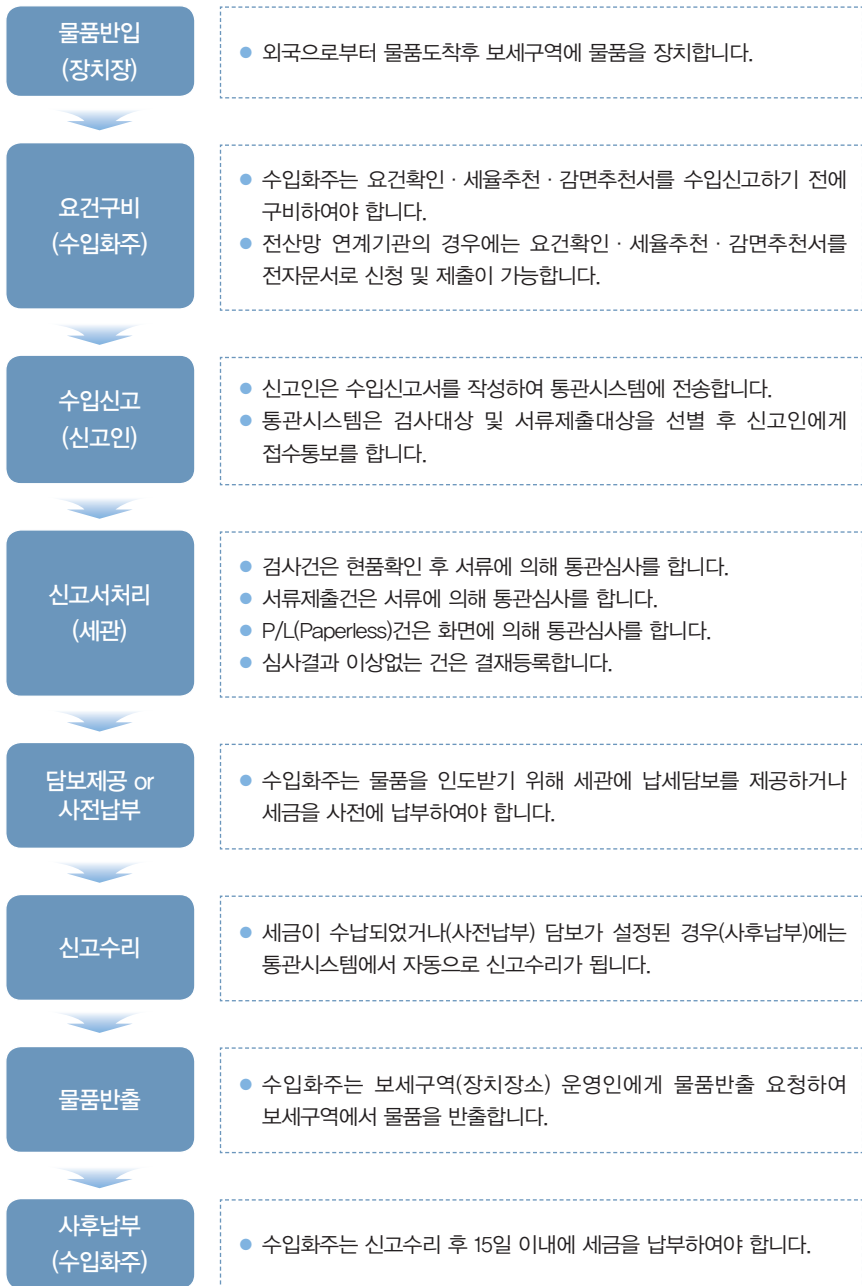 물품반입
(장치장)
● 외국으로부터 물품도착후 보세구역에 물품을 장치합니다.
요건구비
(수입화주)
● 수입화주는 요건확인 · 세율추천 · 감면추천서를 수입신고하기 전에
구비하여야 합니다.
● 전산망 연계기관의 경우에는 요건확인 · 세율추천 · 감면추천서를
전자문서로 신청 및 제출이 가능합니다.
수입신고
(신고인)
● 신고인은 수입신고서를 작성하여 통관시스템에 전송합니다.
● 통관시스템은 검사대상 및 서류제출대상을 선별 후 신고인에게
접수통보를 합니다.
신고서처리
(세관)
● 검사건은 현품확인 후 서류에 의해 통관심사를 합니다.
● 서류제출건은 서류에 의해 통관심사를 합니다.
● P/L(Paperless)건은 화면에 의해 통관심사를 합니다.
● 심사결과 이상없는 건은 결재등록합니다.
담보제공 or
사전납부
● 수입화주는 물품을 인도받기 위해 세관에 납세담보를 제공하거나
세금을 사전에 납부하여야 합니다.
신고수리
● 세금이 수납되었거나(사전납부) 담보가 설정된 경우(사후납부)에는
통관시스템에서 자동으로 신고수리가 됩니다.
물품반출
● 수입화주는 보세구역(장치장소) 운영인에게 물품반출 요청하여
보세구역에서 물품을 반출합니다.
사후납부
(수입화주)
● 수입화주는 신고수리 후 15일 이내에 세금을 납부하여야 합니다.